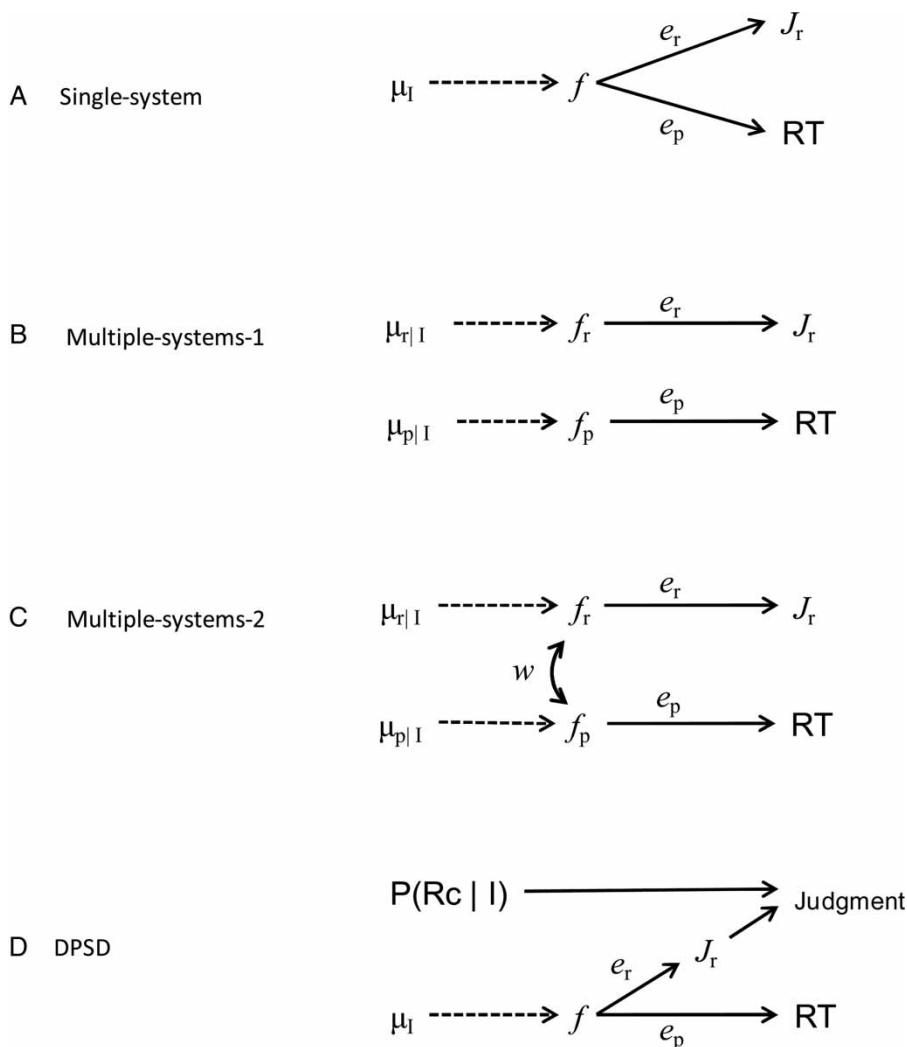 A Single-system μI f er Jr
ep RT
B Multiple-systems-1 μr|I fr er Jr
μp|I fp ep RT
C Multiple-systems-2 μr|I fr er Jr
w
μp|I fp ep RT
P(Rc | I) Judgment
D DPSD er Jr
μI f ep RT